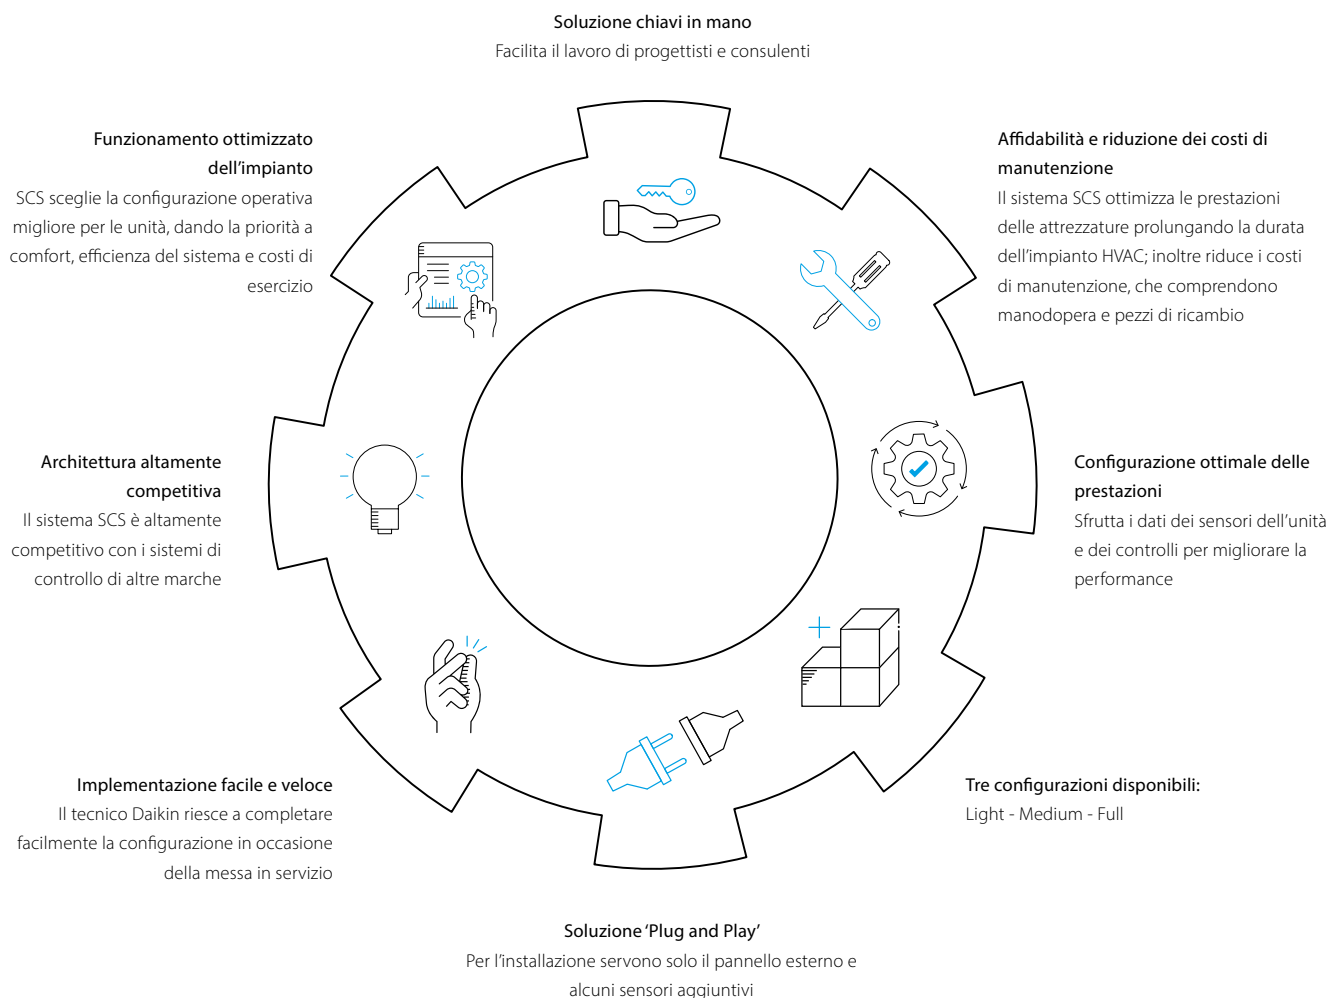 Soluzione chiavi in mano
Facilita il lavoro di progettisti e consulenti
Funzionamento ottimizzato
dell’impianto
SCS sceglie la configurazione operativa
migliore per le unità, dando la priorità a
comfort, efficienza del sistema e costi di
esercizio
Affidabilità e riduzione dei costi di
manutenzione
Il sistema SCS ottimizza le prestazioni
delle attrezzature prolungando la durata
dell’impianto HVAC; inoltre riduce i costi
di manutenzione, che comprendono
manodopera e pezzi di ricambio
Architettura altamente
competitiva
Il sistema SCS è altamente
competitivo con i sistemi di
controllo di altre marche
Configurazione ottimale delle
prestazioni
Sfrutta i dati dei sensori dell’unità
e dei controlli per migliorare la
performance
Implementazione facile e veloce
Il tecnico Daikin riesce a completare
facilmente la configurazione in occasione
della messa in servizio
Tre configurazioni disponibili:
Light - Medium - Full
Soluzione ‘Plug and Play’
Per l’installazione servono solo il pannello esterno e
alcuni sensori aggiuntivi